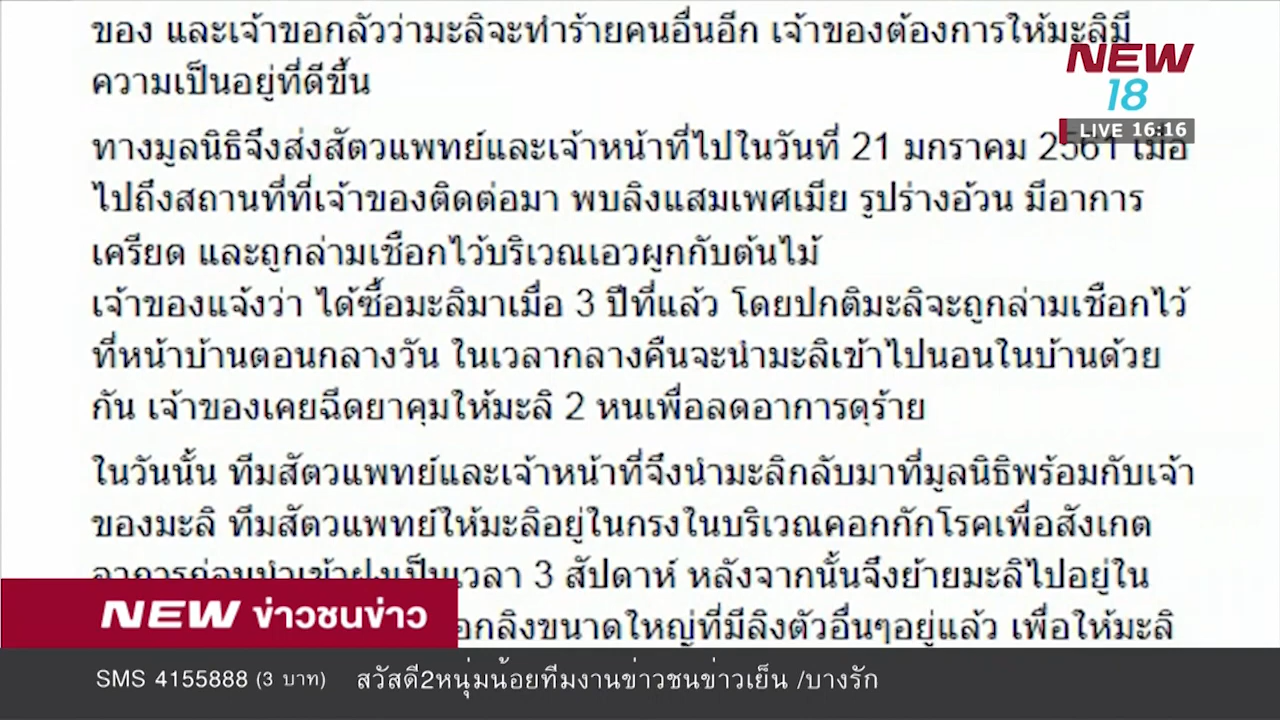 ของ และเจ้าขอกลัวว่ามะลิจะทำร้ายคนอื่นอีก เจ้าของต้องการให้มะลิมี
ความเป็นอยู่ที่ดีขึ้น
NEW
18
LIVE 16:16
ทางมูลนิธิจึงส่งสัตวแพทย์และเจ้าหน้าที่ไปในวันที่ 21 มกราคม 2561 เมื่อ
ไปถึงสถานที่ที่เจ้าของติดต่อมา พบลิงแสมเพศเมีย รูปร่างอ้วน มีอาการ
เครียด และถูกล่ามเชือกไว้บริเวณเอวผูกกับต้นไม้
เจ้าของแจ้งว่า ได้ซื้อมะลิมาเมื่อ 3 ปีที่แล้ว โดยปกติมะลิจะถูกล่ามเชือกไว้
ที่หน้าบ้านตอนกลางวัน ในเวลากลางคืนจะนำมะลิเข้าไปนอนในบ้านด้วย
กัน เจ้าของเคยฉีดยาคุมให้มะลิ 2 หนเพื่อลดอาการดุร้าย
ในวันนั้น ทีมสัตวแพทย์และเจ้าหน้าที่จึงนำมะลิกลับมาที่มูลนิธิพร้อมกับเจ้า
ของมะลิ ทีมสัตวแพทย์ให้มะลิอยู่ในกรงในบริเวณคอกกักโรคเพื่อสังเกต
อาการก่อนนำเข้าฝูงเป็นเวลา 3 สัปดาห์ หลังจากนั้นจึงย้ายมะลิไปอยู่ใน
อกลิงขนาดใหญ่ที่มีลิงตัวอื่นๆอยู่แล้ว เพื่อให้มะลิ
NEW ข่าวชนข่าว
SMS 4155888 (3 บาท) สวัสดี2หนุ่มน้อยทีมงานข่าวชนข่าวเย็น /บางรัก